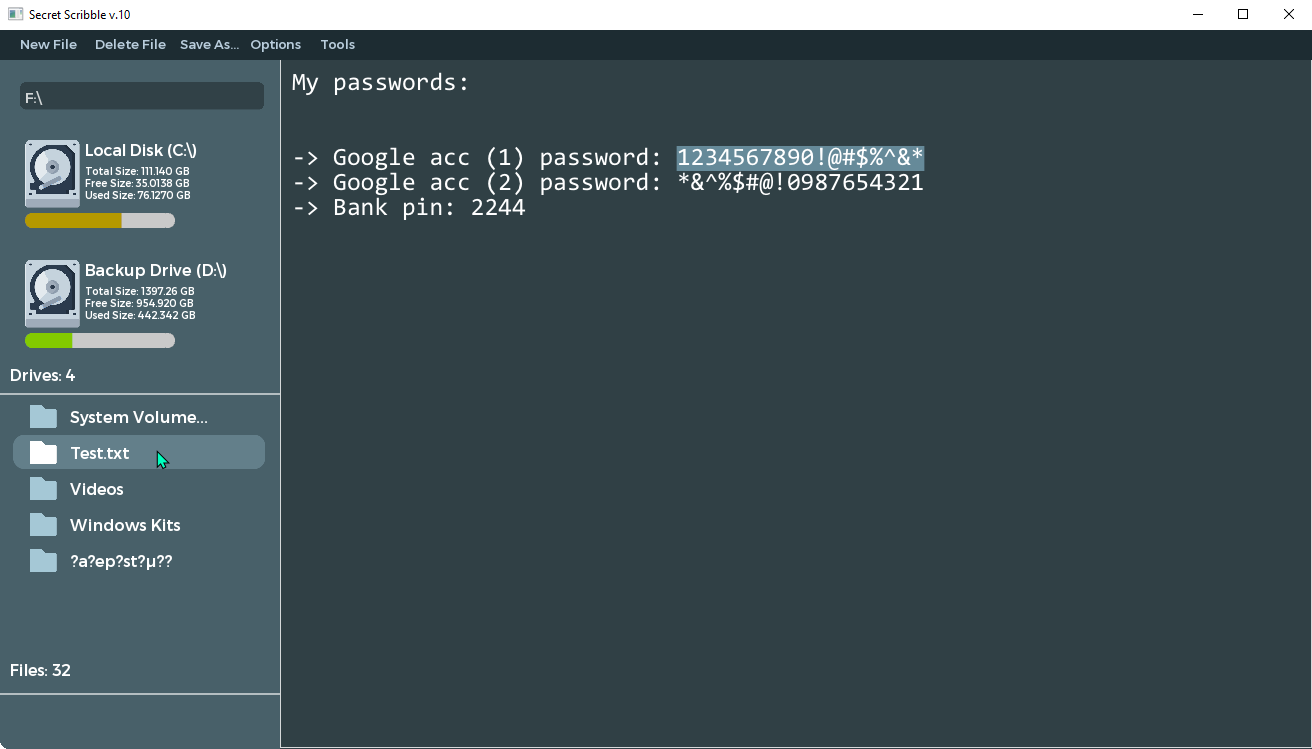 Secret Scribble v.10
New File Delete File Save As... Options Tools
F:\
Local Disk (C:\)
Total Size: 111.140 GB
Free Size: 35.0138 GB
Used Size: 76.1270 GB
Backup Drive (D:\)
Total Size: 1397.26 GB
Free Size: 954.920 GB
Used Size: 442.342 GB
Drives: 4
System Volume...
Test.txt
Videos
Windows Kits
?a?ep?st?µ??
Files: 32
My passwords:
-> Google acc (1) password: 1234567890!@#$%^&*
-> Google acc (2) password: *&^%$#@!0987654321
-> Bank pin: 2244